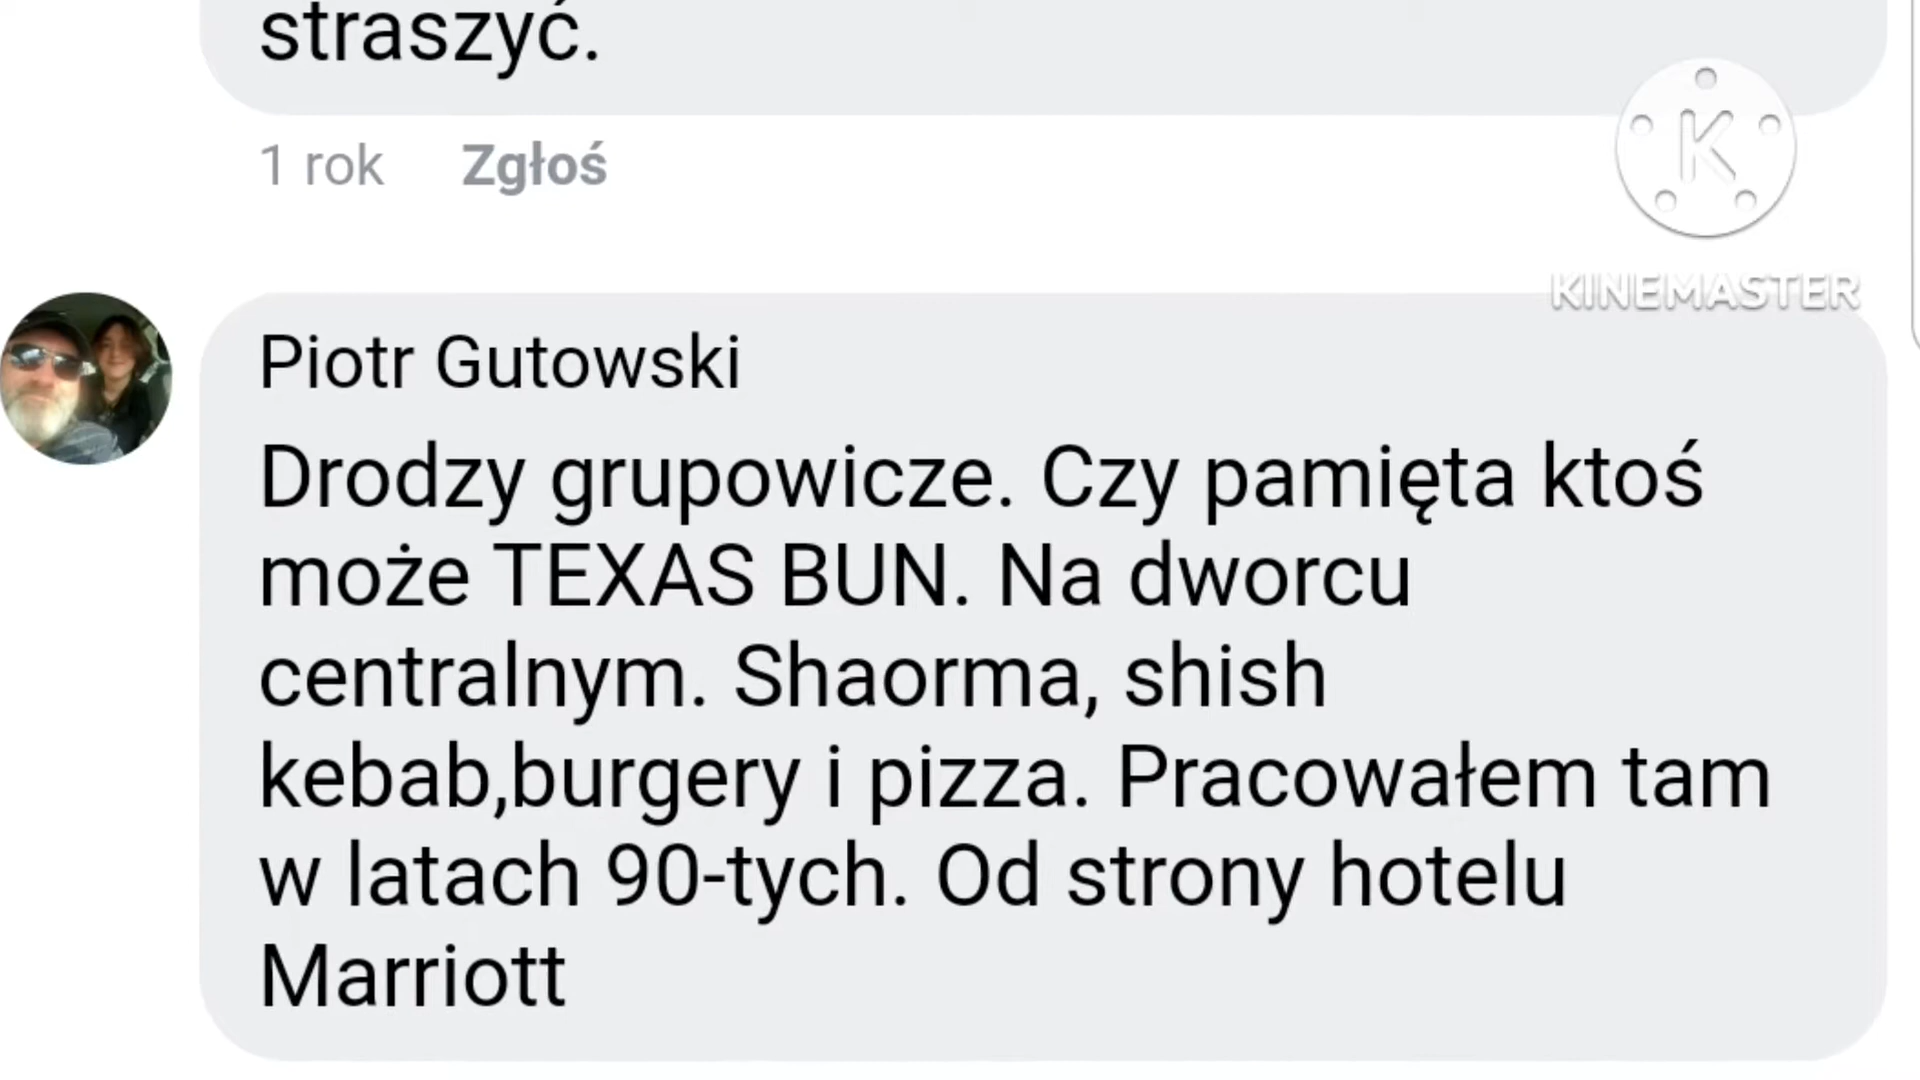 straszyć.
1 rok Zgłoś
K
KINEMASTER
Piotr Gutowski
Drodzy grupowicze. Czy pamięta ktoś
może TEXAS BUN. Na dworcu
centralnym. Shaorma, shish
kebab,burgery i pizza. Pracowałem tam
w latach 90-tych. Od strony hotelu
Marriott